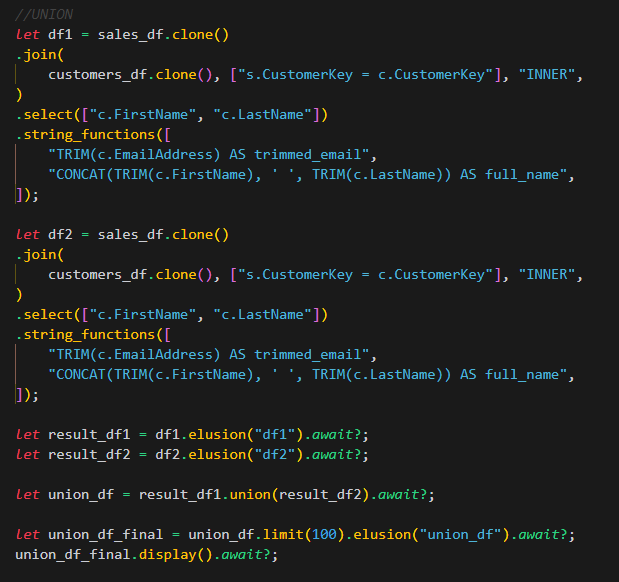 //UNION
let df1 = sales_df.clone()
.join(
    customers_df.clone(), ["s.CustomerKey = c.CustomerKey"], "INNER",
)
.select(["c.FirstName", "c.LastName"])
.string_functions([
    "TRIM(c.EmailAddress) AS trimmed_email",
    "CONCAT(TRIM(c.FirstName), ' ', TRIM(c.LastName)) AS full_name",
]);

let df2 = sales_df.clone()
.join(
    customers_df.clone(), ["s.CustomerKey = c.CustomerKey"], "INNER",
)
.select(["c.FirstName", "c.LastName"])
.string_functions([
    "TRIM(c.EmailAddress) AS trimmed_email",
    "CONCAT(TRIM(c.FirstName), ' ', TRIM(c.LastName)) AS full_name",
]);

let result_df1 = df1.elusion("df1").await?;
let result_df2 = df2.elusion("df2").await?;

let union_df = result_df1.union(result_df2).await?;

let union_df_final = union_df.limit(100).elusion("union_df").await?;
union_df_final.display().await?;